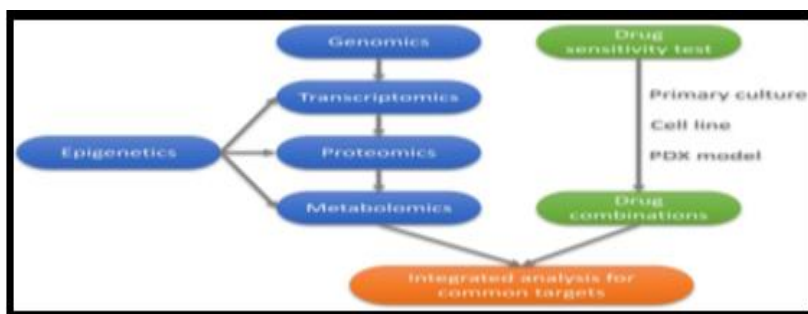 Genomics
Drug
sensitivity test
Transcriptomics
Primary culture
Cell line
Epigenetics
Proteomics
PDX model
Metabolomics
Drug
combinations
Integrated analysis for
common targets